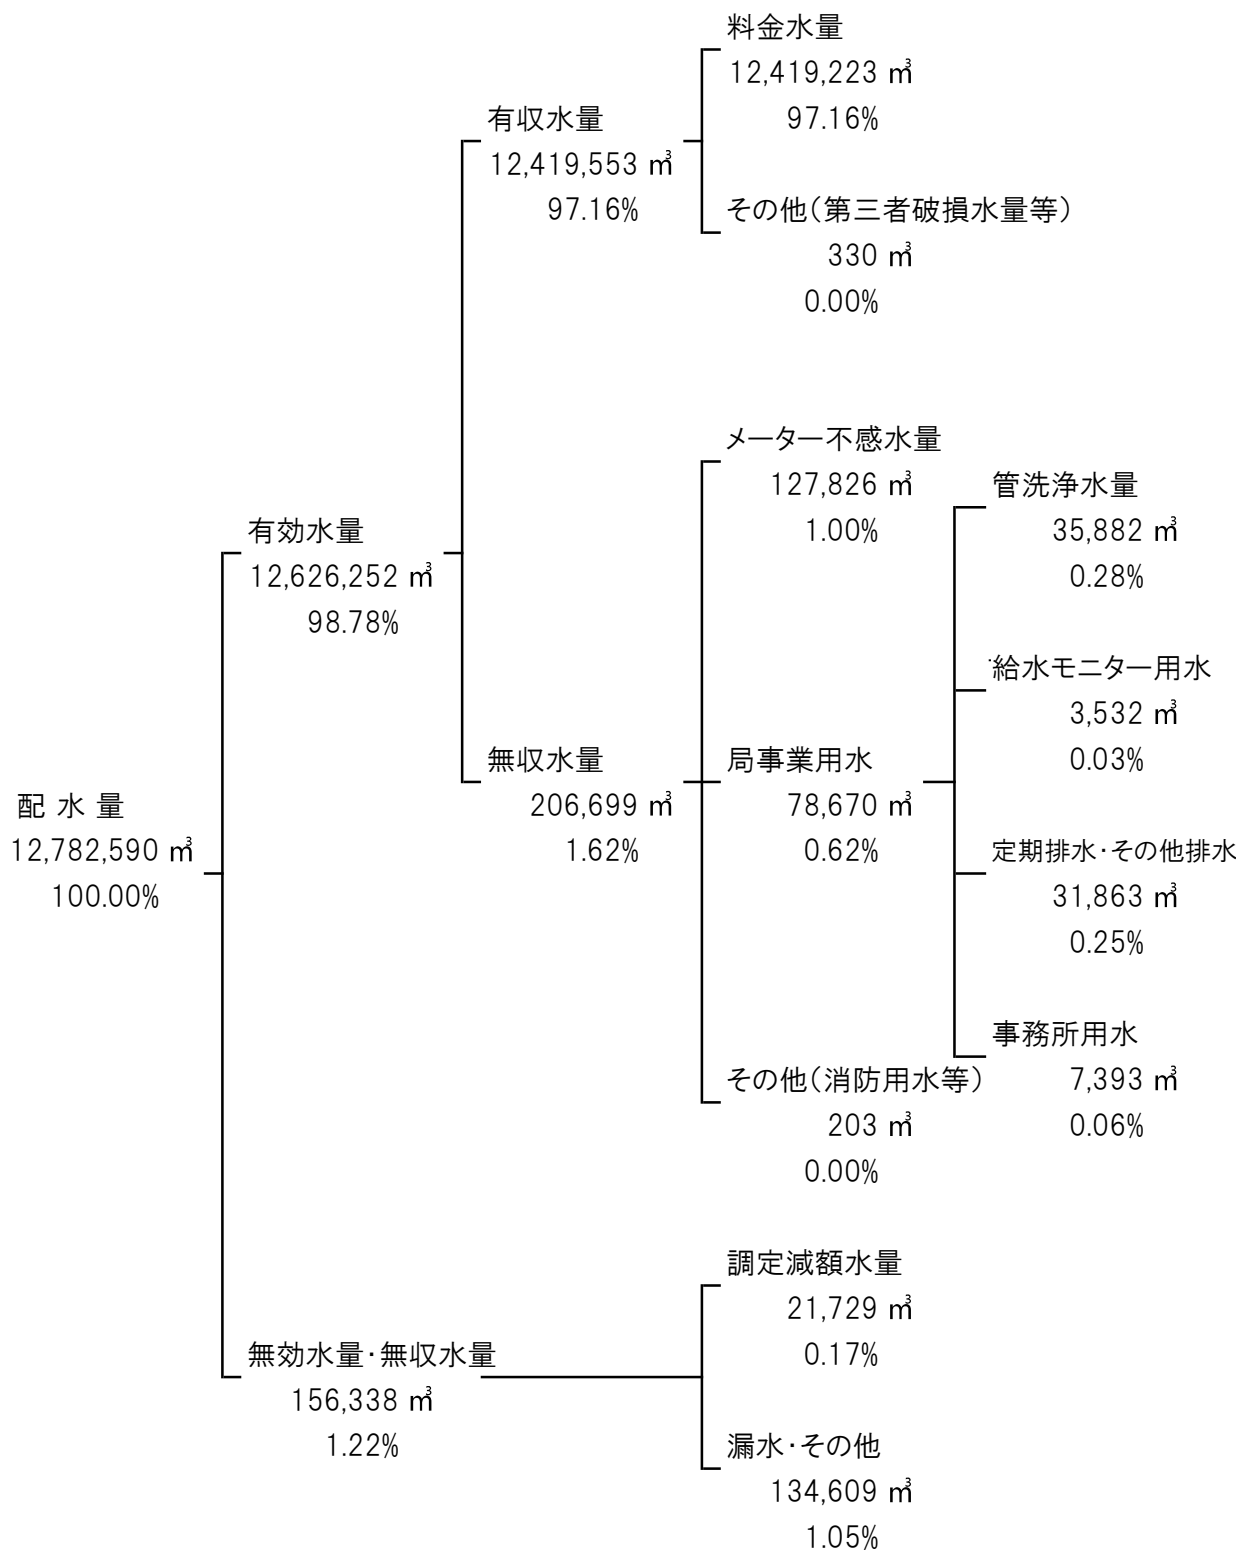 料金水量
12,419,223 ㎥
97.16%
有収水量
12,419,553 ㎥
97.16%
その他（第三者破損水量等）
330 ㎥
0.00%
メーター不感水量
127,826 ㎥
1.00%
管洗浄水量
35,882 ㎥
0.28%
有効水量
12,626,252 ㎥
98.78%
給水モニター用水
3,532 ㎥
0.03%
無収水量
206,699 ㎥
1.62%
局事業用水
78,670 ㎥
0.62%
配 水 量
12,782,590 ㎥
100.00%
定期排水・その他排水
31,863 ㎥
0.25%
事務所用水
7,393 ㎥
0.06%
その他（消防用水等）
203 ㎥
0.00%
調定減額水量
21,729 ㎥
0.17%
無効水量・無収水量
156,338 ㎥
1.22%
漏水・その他
134,609 ㎥
1.05%